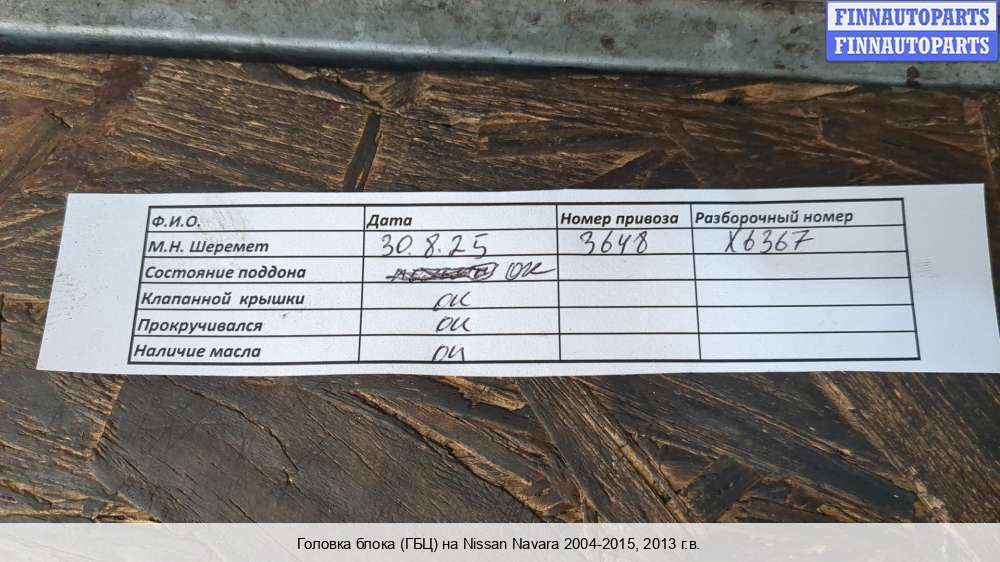 FINNAUTOPARTS
FINNAUTOPARTS
Ф.И.О. Дата Номер привоза Разборочный номер
М.Н. Шеремет 30.8.25 3648 X6367
Состояние поддона ок
Клапанной крышки ок
Прокручивался ок
Наличие масла ок
Головка блока (ГБЦ) на Nissan Navara 2004-2015, 2013 г.в.